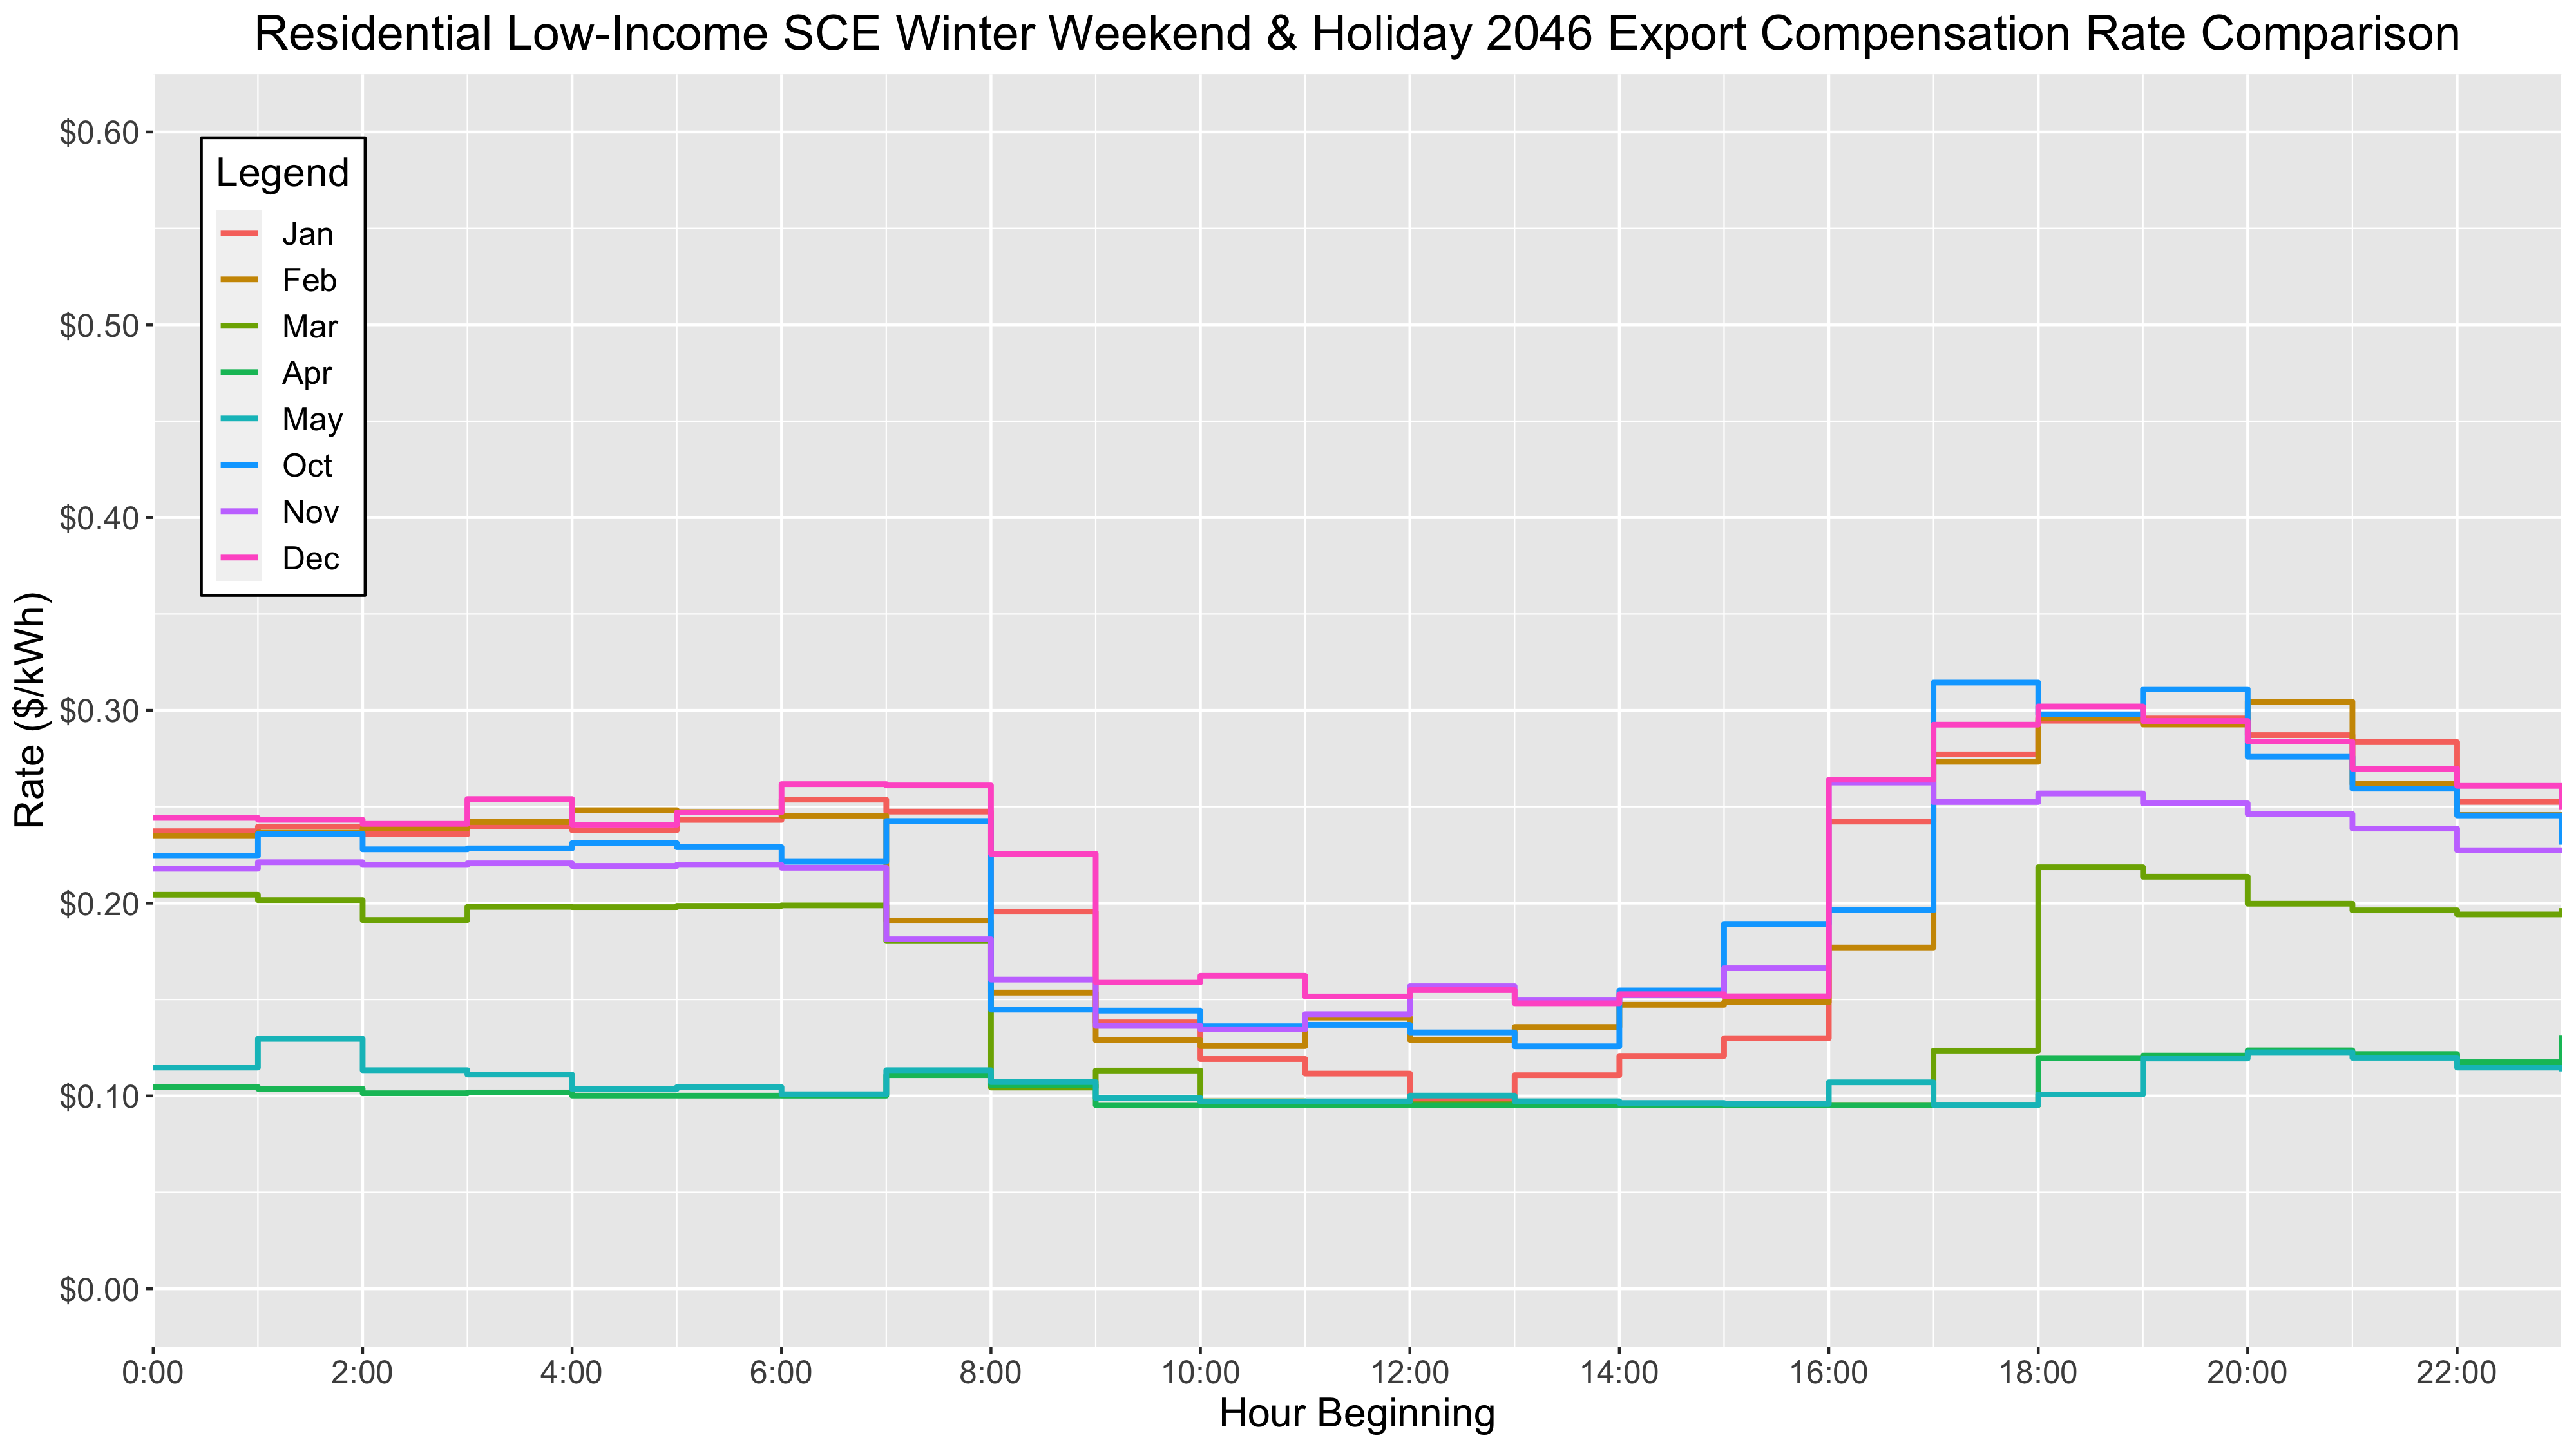 Residential Low-Income SCE Winter Weekend & Holiday 2046 Export Compensation Rate Comparison
Rate ($/kWh)
$0.60
$0.50
$0.40
$0.30
$0.20
$0.10
$0.00
Legend
Jan
Feb
Mar
Apr
May
Oct
Nov
Dec
0:00 2:00 4:00 6:00 8:00 10:00 12:00 14:00 16:00 18:00 20:00 22:00
Hour Beginning